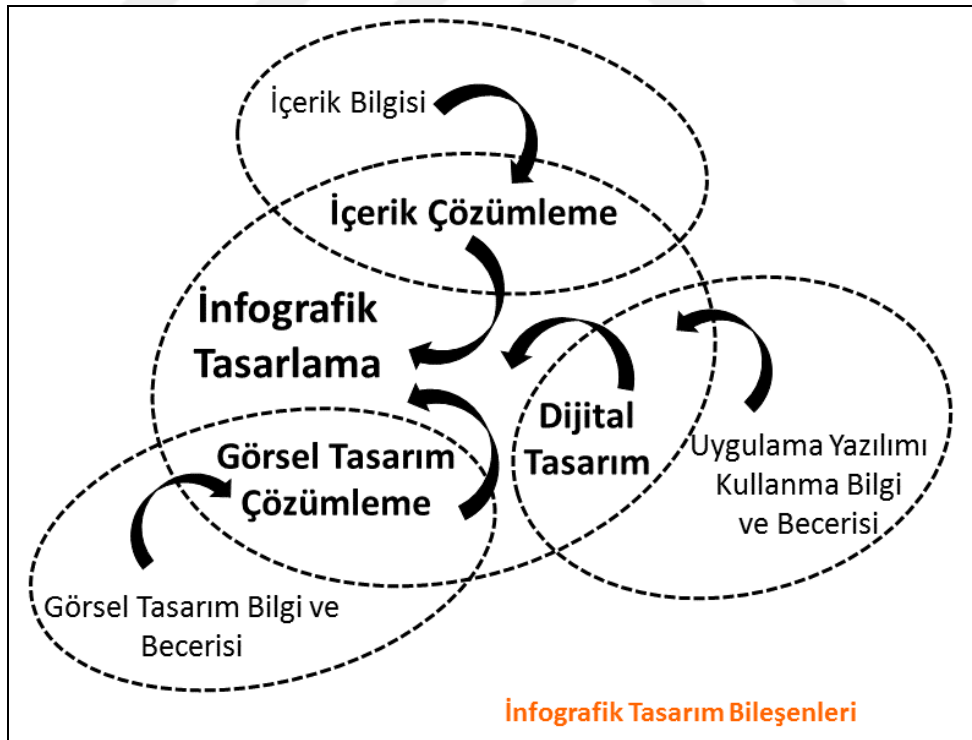 İçerik Bilgisi
İçerik Çözümleme
İnfografik
Tasarlama
Dijital
Tasarım
Uygulama Yazılımı
Kullanma Bilgi
ve Becerisi
Görsel Tasarım
Çözümleme
Görsel Tasarım Bilgi ve
Becerisi
İnfografik Tasarım Bileşenleri